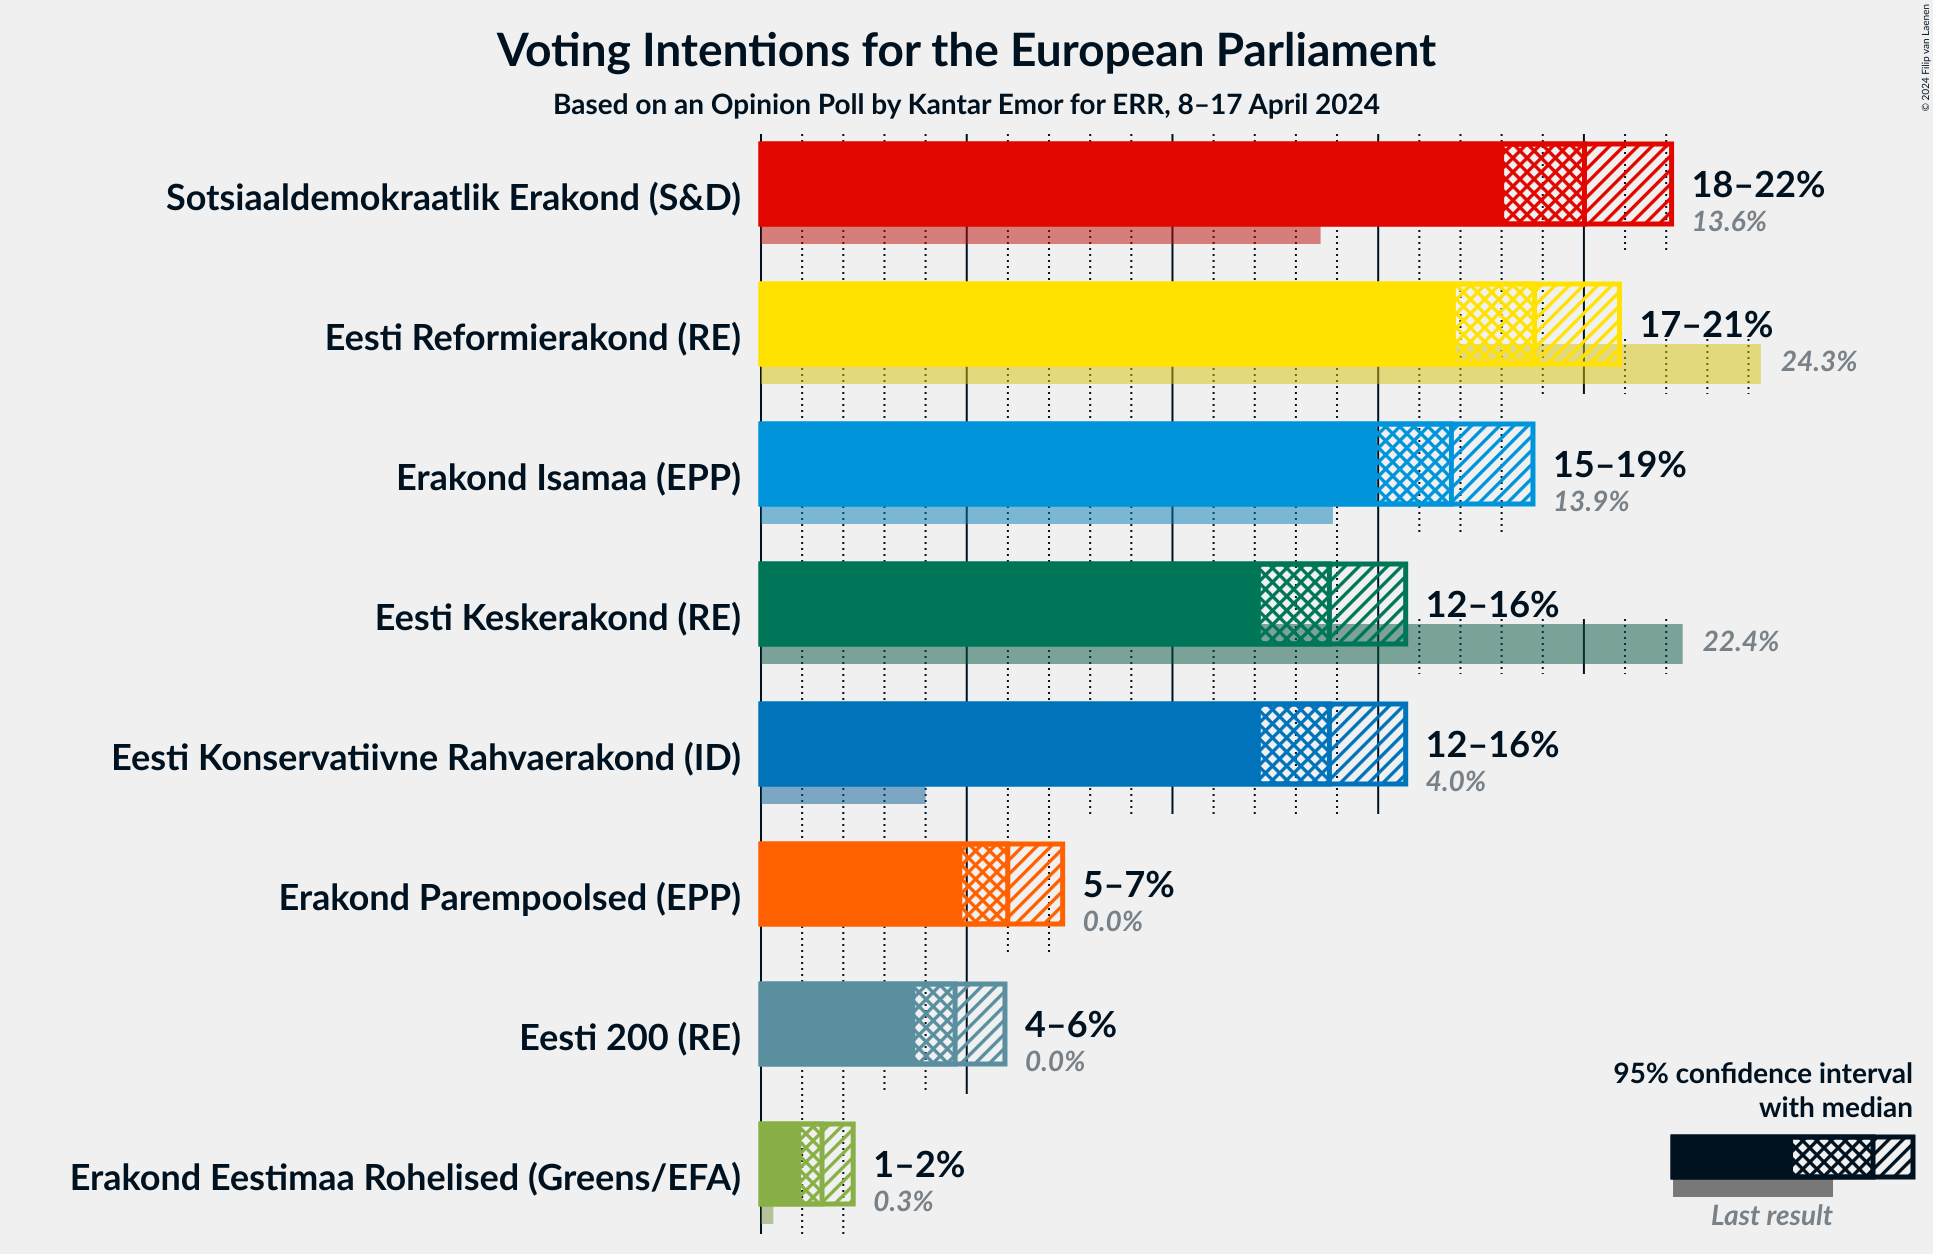 Voting Intentions for the European Parliament
Based on an Opinion Poll by Kantar Emor for ERR, 8–17 April 2024
© 2024 Filip van Laenen
Sotsiaaldemokraatlik Erakond (S&D)
18–22%
13.6%
Eesti Reformierakond (RE)
17–21%
24.3%
Erakond Isamaa (EPP)
15–19%
13.9%
Eesti Keskerakond (RE)
12–16%
22.4%
Eesti Konservatiivne Rahvaerakond (ID)
12–16%
4.0%
Erakond Parempoolsed (EPP)
5–7%
0.0%
Eesti 200 (RE)
4–6%
0.0%
Erakond Eestimaa Rohelised (Greens/EFA)
1–2%
0.3%
95% confidence interval
with median
Last result